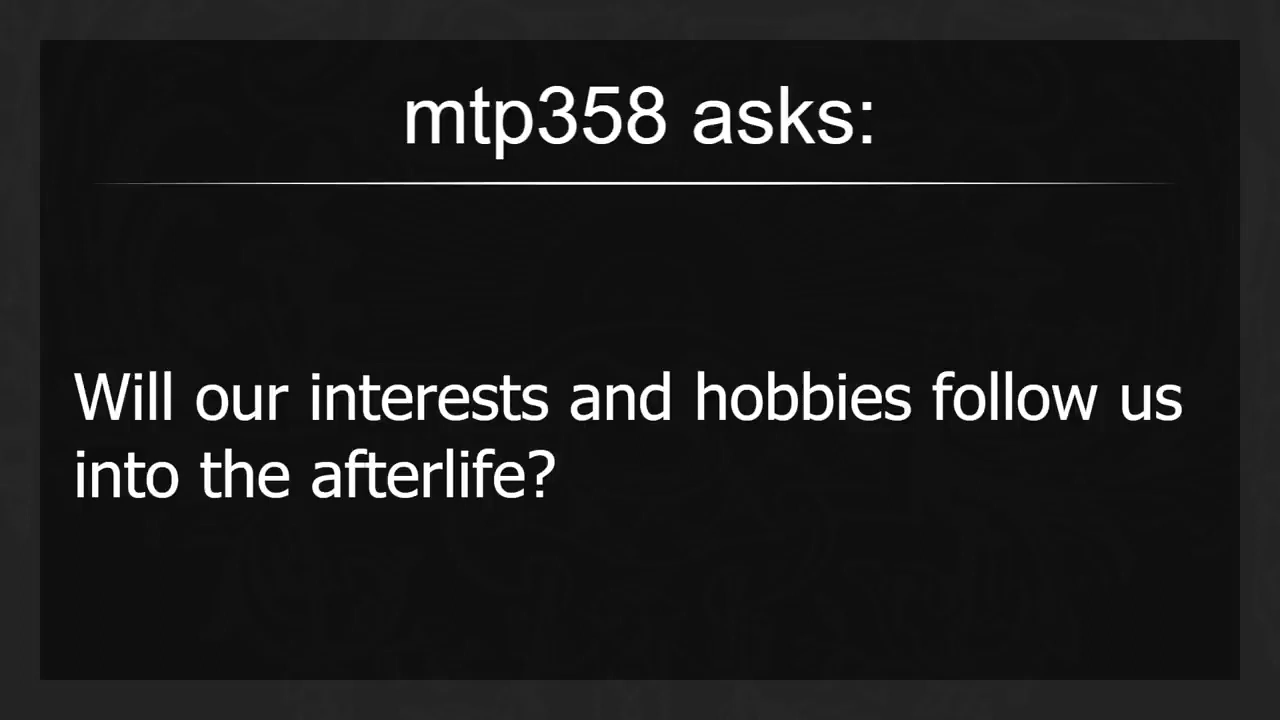 mtp358 asks:
Will our interests and hobbies follow us
into the afterlife?